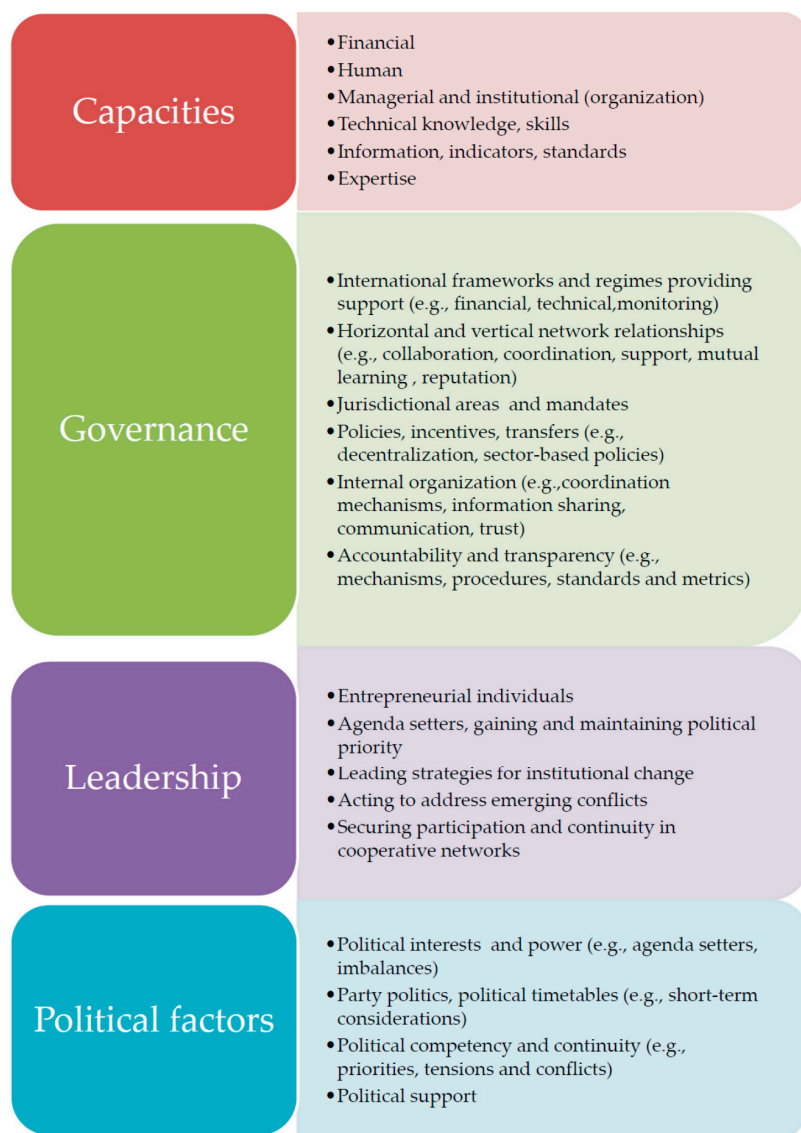 Capacities
•Financial
•Human
•Managerial and institutional (organization)
•Technical knowledge, skills
•Information, indicators, standards
•Expertise
Governance
•International frameworks and regimes providing
support (e.g., financial, technical,monitoring)
•Horizontal and vertical network relationships
(e.g., collaboration, coordination, support, mutual
learning , reputation)
•Jurisdictional areas and mandates
•Policies, incentives, transfers (e.g.,
decentralization, sector-based policies)
•Internal organization (e.g.,coordination
mechanisms, information sharing,
communication, trust)
•Accountability and transparency (e.g.,
mechanisms, procedures, standards and metrics)
Leadership
•Entrepreneurial individuals
•Agenda setters, gaining and maintaining political
priority
•Leading strategies for institutional change
•Acting to address emerging conflicts
•Securing participation and continuity in
cooperative networks
Political factors
•Political interests and power (e.g., agenda setters,
imbalances)
•Party politics, political timetables (e.g., short-term
considerations)
•Political competency and continuity (e.g.,
priorities, tensions and conflicts)
•Political support